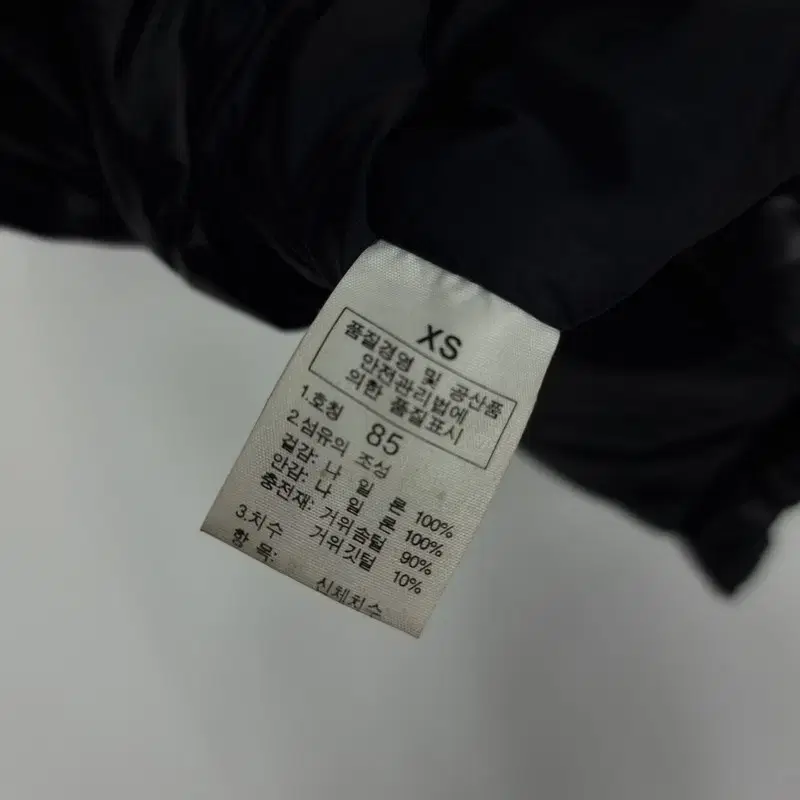 XS
품질경영 및 공산품
안전관리법에
의한 품질표시
1.호칭 85
2.섬유의 조성
겉감: 나 일 론 100%
안감: 나 일 론 100%
충전재: 거위솜털 90%
거위깃털 10%
3.치수
항목: 신체치수